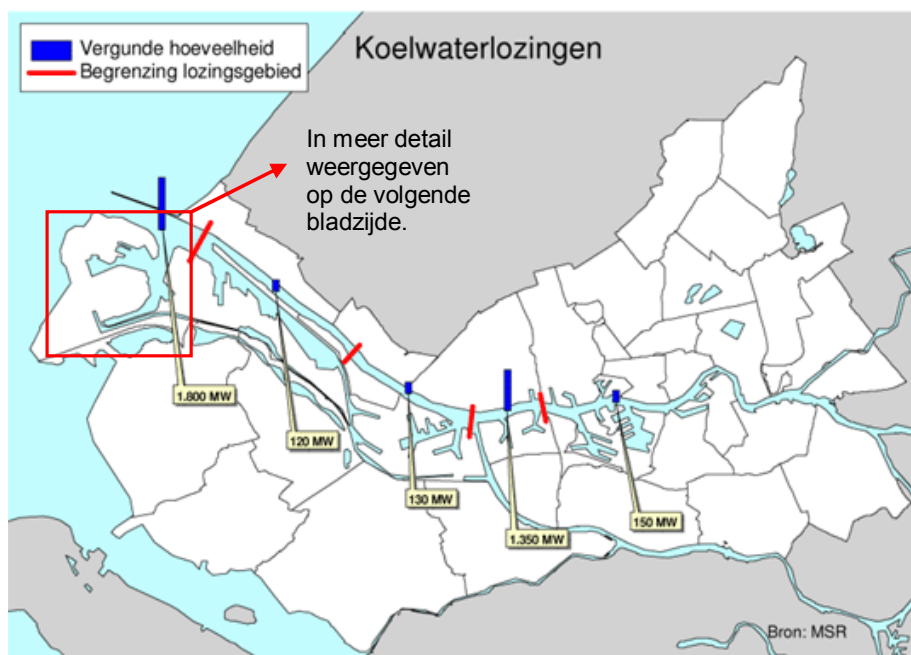 Vergunde hoeveelheid
Begrenzing lozingsgebied
Koelwaterlozingen
In meer detail
weergegeven
op de volgende
bladzijde.
1.800 MW
120 MW
130 MW
1.350 MW
150 MW
Bron: MSR